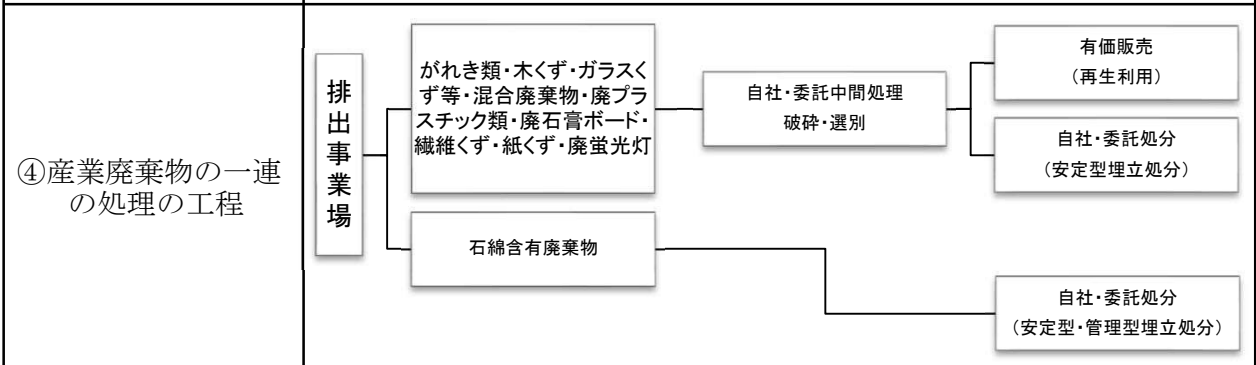 ④産業廃棄物の一連
の処理の工程
排出事業場
がれき類・木くず・ガラスく
ず等・混合廃棄物・廃プラ
スチック類・廃石膏ボード・
繊維くず・紙くず・廃蛍光灯
自社・委託中間処理
破砕・選別
有価販売
（再生利用）
自社・委託処分
（安定型埋立処分）
石綿含有廃棄物
自社・委託処分
（安定型・管理型埋立処分）